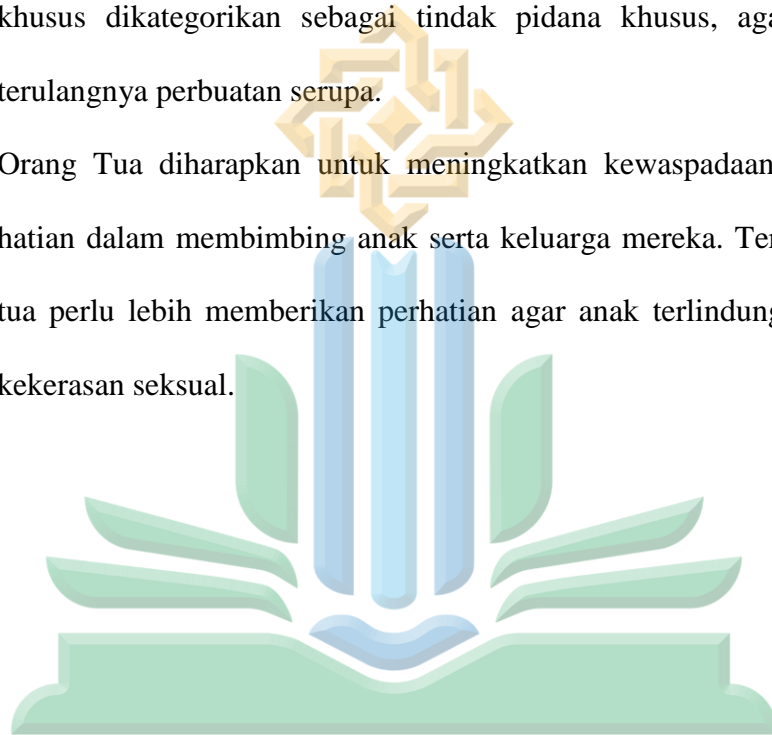 khusus dikategorikan sebagai tindak pidana khusus, aga
terulangnya perbuatan serupa.
Orang Tua diharapkan untuk meningkatkan kewaspadaan
hatian dalam membimbing anak serta keluarga mereka. Ter
tua perlu lebih memberikan perhatian agar anak terlindung
kekerasan seksual.